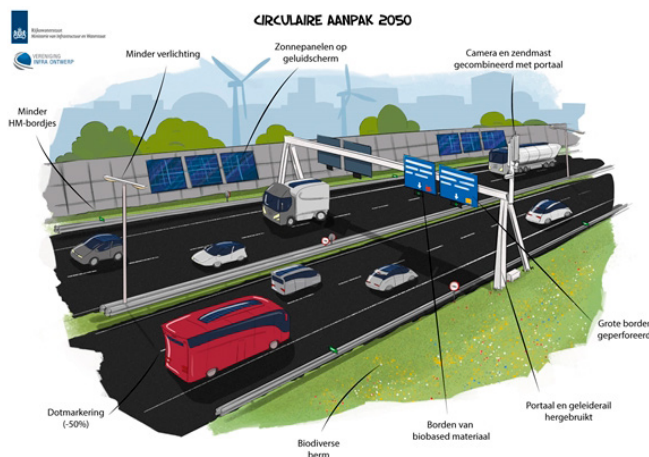 CIRCULAIRE AANPAK 2050
Rijkswaterstaat
Ministerie van Infrastructuur en Waterstaat
VERENIGING
INFRA ONTWERP
Minder verlichting
Zonnepanelen op
geluidscherm
Camera en zendmast
gecombineerd met portaal
Minder
HM-bordjes
Grote borden
geperforeerd
Dotmarkering
(-50%)
Biodiverse
berm
Borden van
biobased materiaal
Portaal en geleiderail
hergebruikt